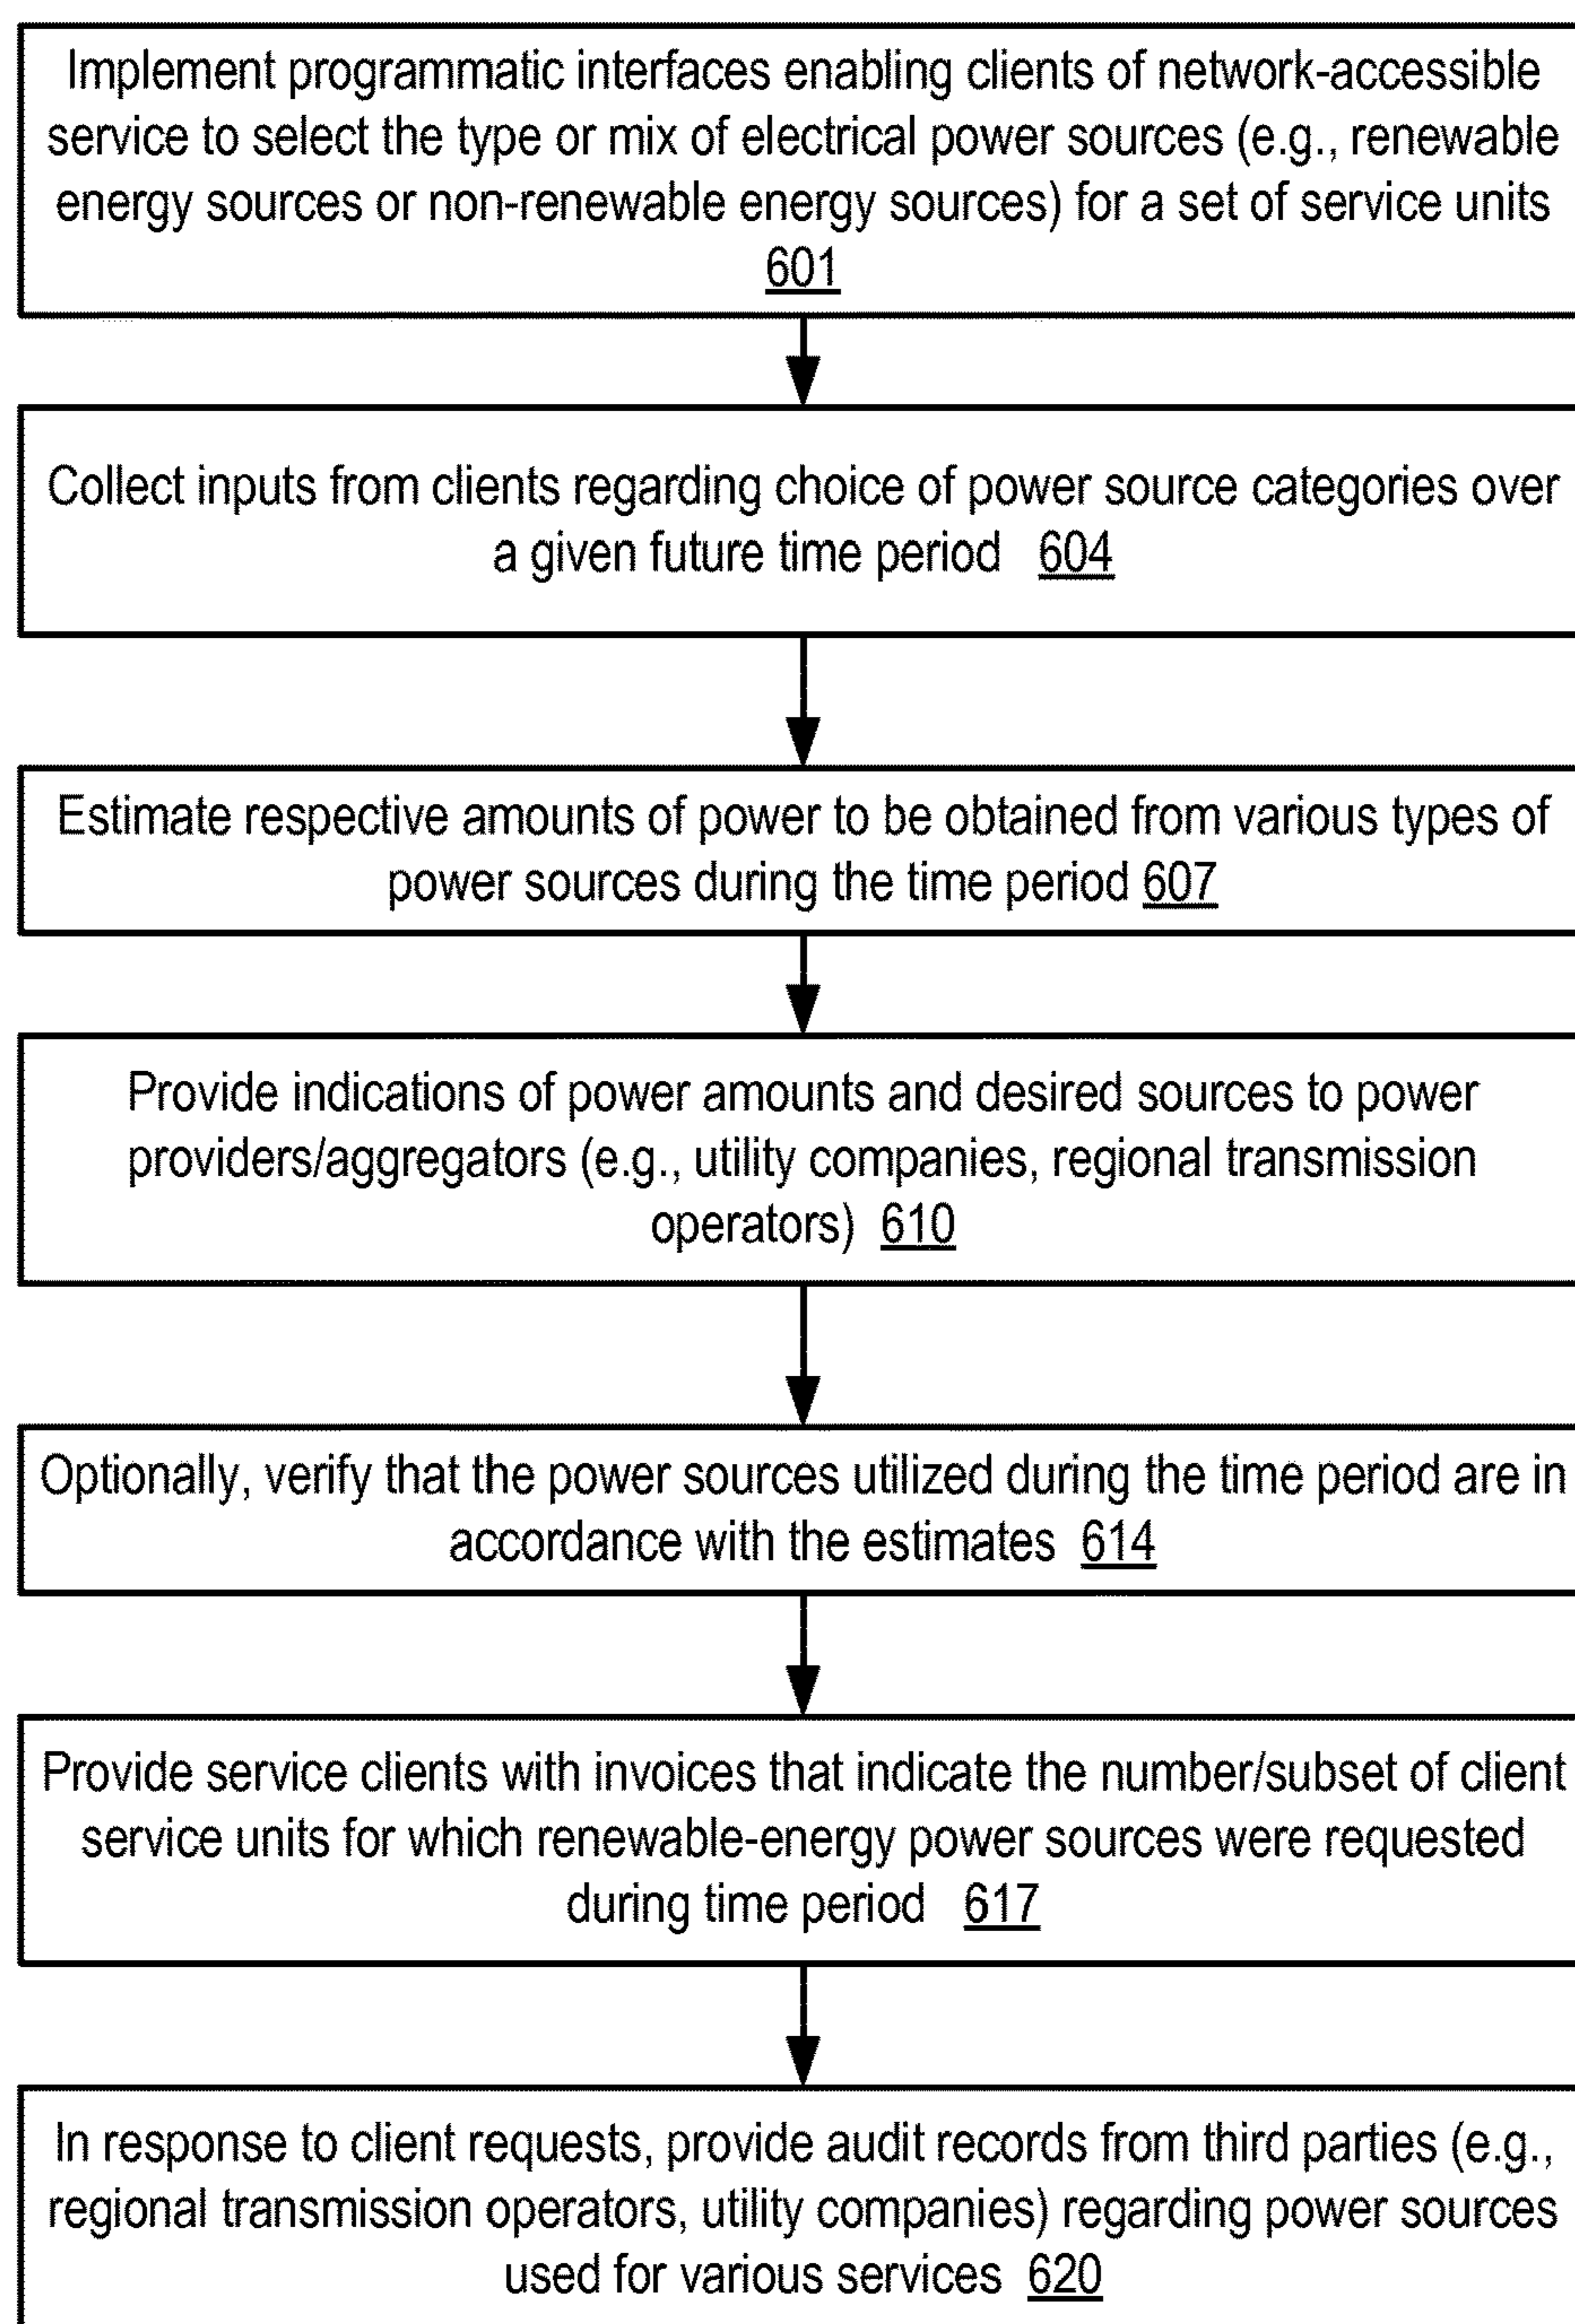 Implement programmatic interfaces enabling clients of network-accessible
service to select the type or mix of electrical power sources (e.g., renewable
energy sources or non-renewable energy sources) for a set of service units
601
Collect inputs from clients regarding choice of power source categories over
a given future time period 604
Estimate respective amounts of power to be obtained from various types of
power sources during the time period 607
Provide indications of power amounts and desired sources to power
providers/aggregators (e.g., utility companies, regional transmission
operators) 610
Optionally, verify that the power sources utilized during the time period are in
accordance with the estimates 614
Provide service clients with invoices that indicate the number/subset of client
service units for which renewable-energy power sources were requested
during time period 617
In response to client requests, provide audit records from third parties (e.g.,
regional transmission operators, utility companies) regarding power sources
used for various services 620